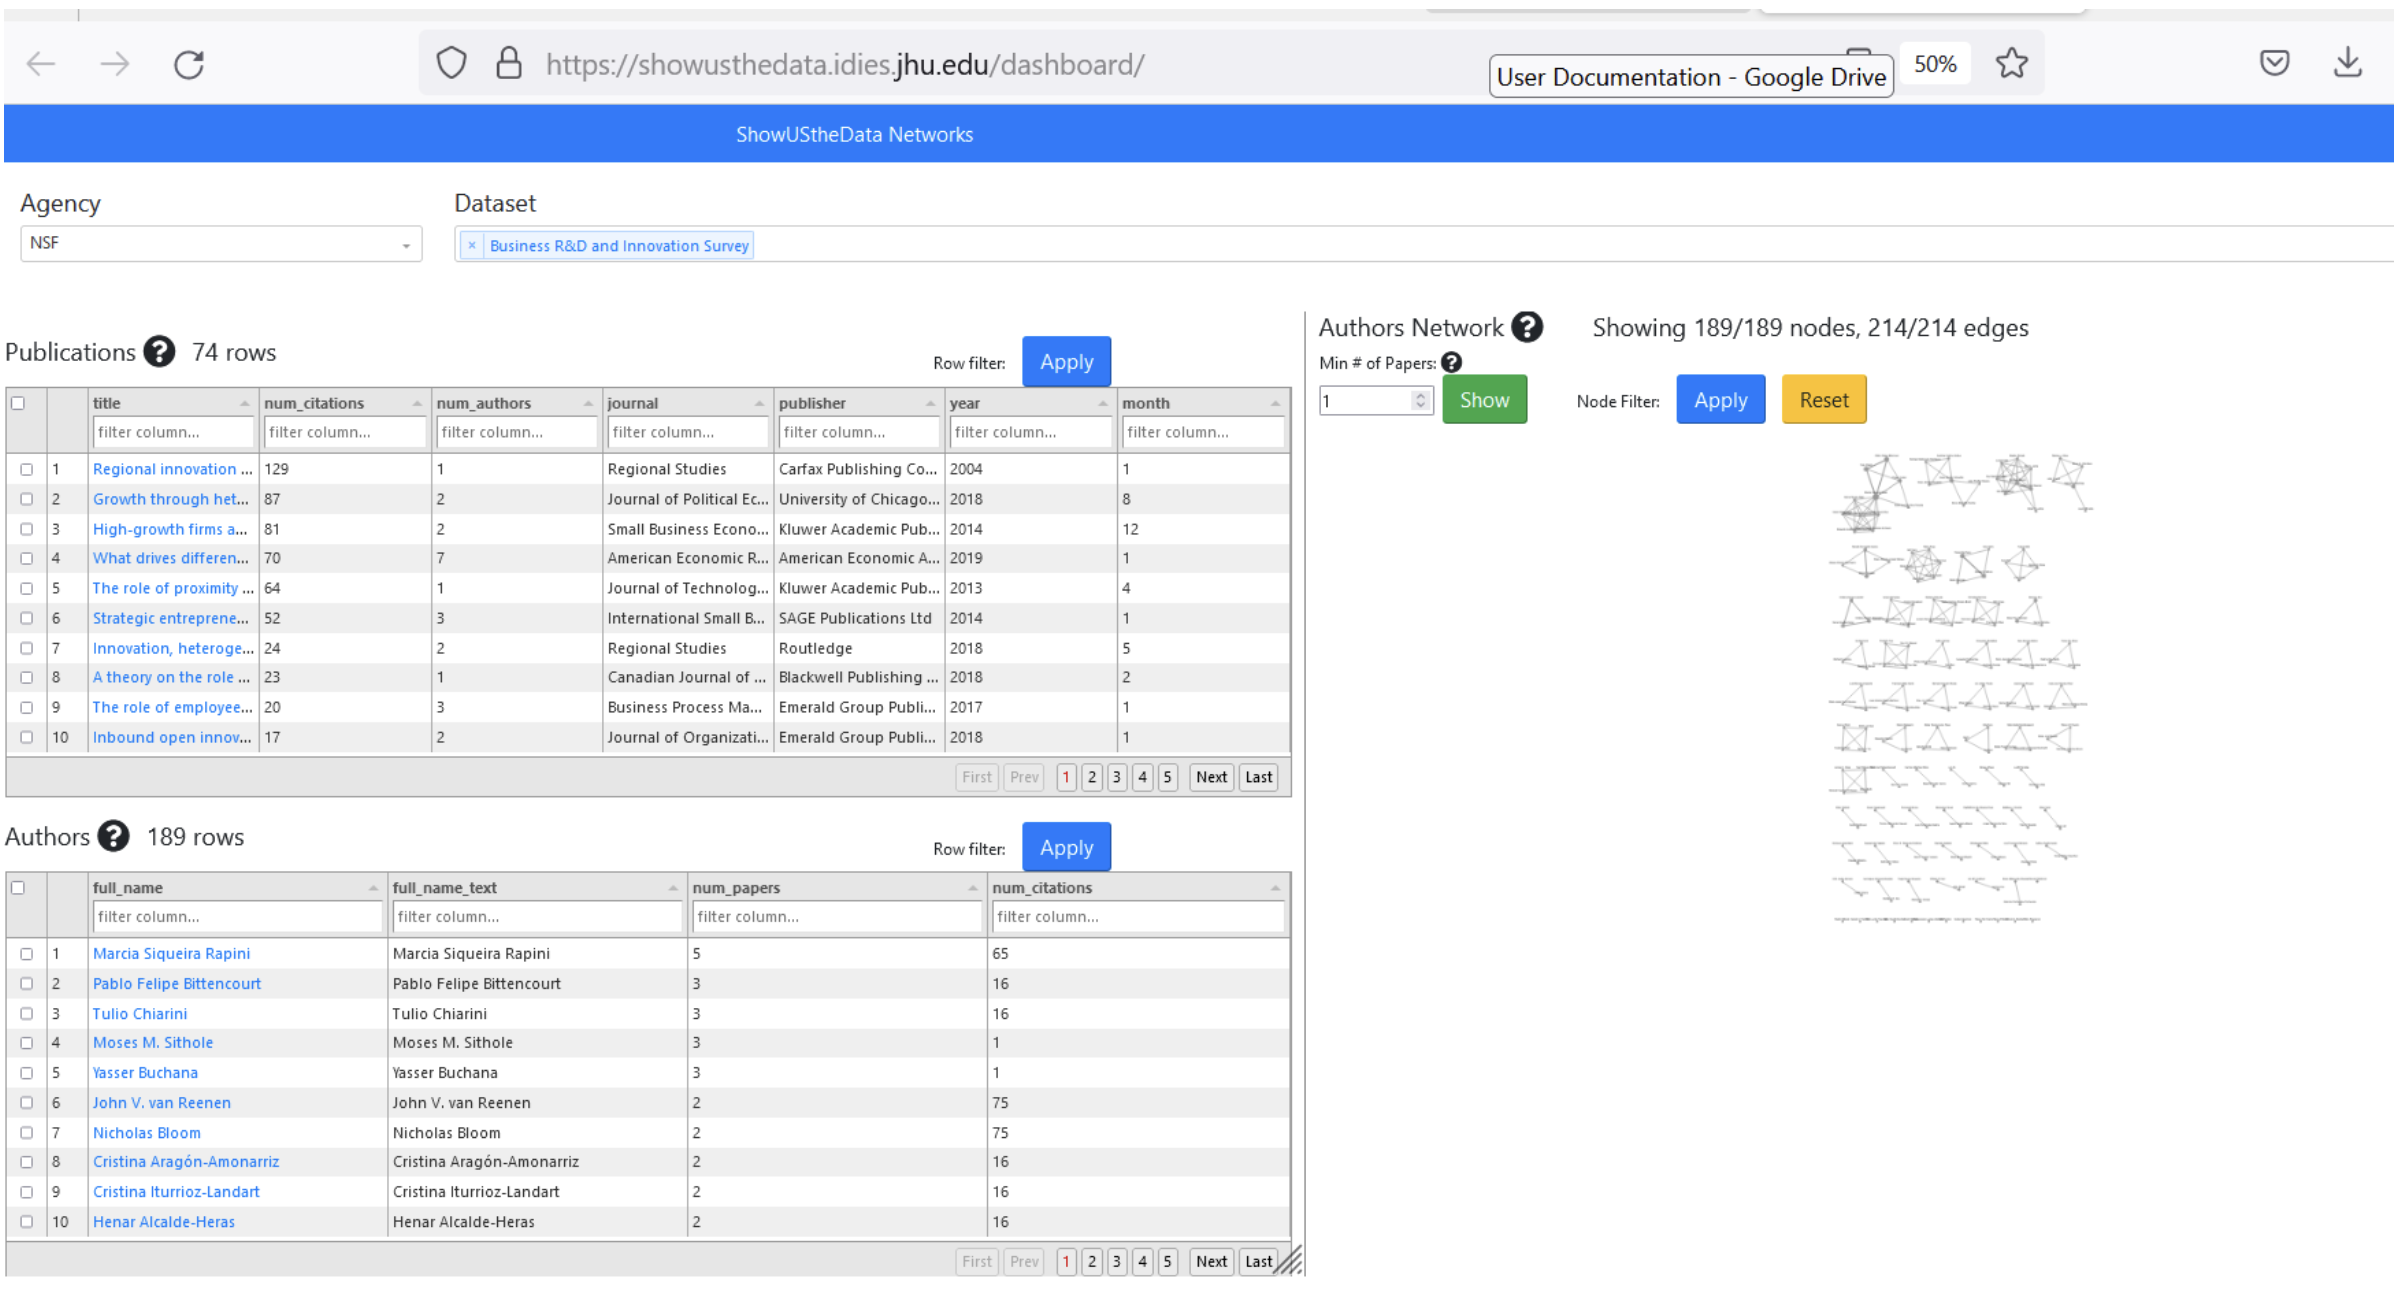 https://showusthedata.idies.jhu.edu/dashboard/
User Documentation - Google Drive
50%
ShowUStheData Networks
Agency
Dataset
NSF
× Business R&D and Innovation Survey
Publications ? 74 rows
Row filter: Apply
title num_citations num_authors journal publisher year month
filter column... filter column... filter column... filter column... filter column... filter column... filter column...
1 Regional innovation ... 129 1 Regional Studies Carfax Publishing Co... 2004 1
2 Growth through het... 87 2 Journal of Political Ec... University of Chicago... 2018 8
3 High-growth firms a... 81 2 Small Business Econo... Kluwer Academic Pub... 2014 12
4 What drives differen... 70 7 American Economic R... American Economic A... 2019 1
5 The role of proximity ... 64 1 Journal of Technolog... Kluwer Academic Pub... 2013 4
6 Strategic entreprene... 52 3 International Small B... SAGE Publications Ltd 2014 1
7 Innovation, heteroge... 24 2 Regional Studies Routledge 2018 5
8 A theory on the role ... 23 1 Canadian Journal of ... Blackwell Publishing ... 2018 2
9 The role of employee... 20 3 Business Process Ma... Emerald Group Publi... 2017 1
10 Inbound open innov... 17 2 Journal of Organizati... Emerald Group Publi... 2018 1
First Prev 1 2 3 4 5 Next Last
Authors ? 189 rows
Row filter: Apply
full_name full_name_text num_papers num_citations
filter column... filter column... filter column... filter column...
1 Marcia Siqueira Rapini Marcia Siqueira Rapini 5 65
2 Pablo Felipe Bittencourt Pablo Felipe Bittencourt 3 16
3 Tulio Chiarini Tulio Chiarini 3 16
4 Moses M. Sithole Moses M. Sithole 3 1
5 Yasser Buchana Yasser Buchana 3 1
6 John V. van Reenen John V. van Reenen 2 75
7 Nicholas Bloom Nicholas Bloom 2 75
8 Cristina Aragón-Amonarriz Cristina Aragón-Amonarriz 2 16
9 Cristina Iturrioz-Landart Cristina Iturrioz-Landart 2 16
10 Henar Alcalde-Heras Henar Alcalde-Heras 2 16
First Prev 1 2 3 4 5 Next Last
Authors Network ? Showing 189/189 nodes, 214/214 edges
Min # of Papers: ?
1 Show Node Filter: Apply Reset